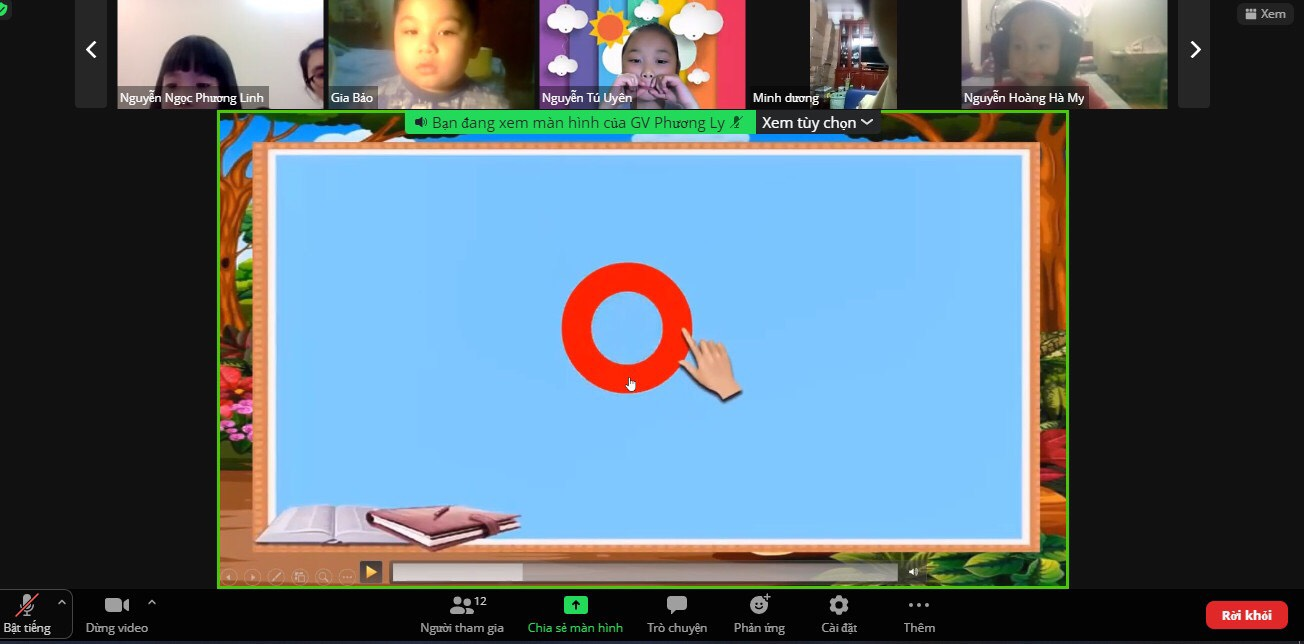 Xem
Nguyễn Ngọc Phương Linh
Gia Bảo
Nguyễn Tú Uyên
Minh dương
Nguyễn Hoàng Hà My
Bạn đang xem màn hình của GV Phương Ly
Xem tùy chọn
Bật tiếng
Dừng video
12
Người tham gia
Chia sẻ màn hình
Trò chuyện
Phản ứng
Cài đặt
Thêm
Rời khỏi